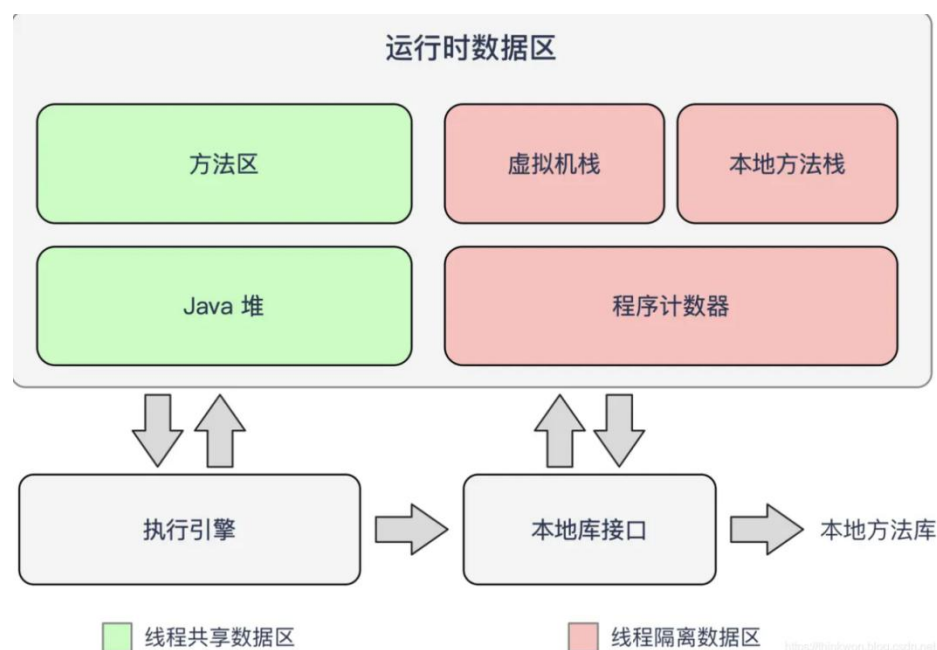 运行时数据区
方法区
虚拟机栈
本地方法栈
Java 堆
程序计数器
执行引擎
本地库接口
本地方法库
线程共享数据区
线程隔离数据区